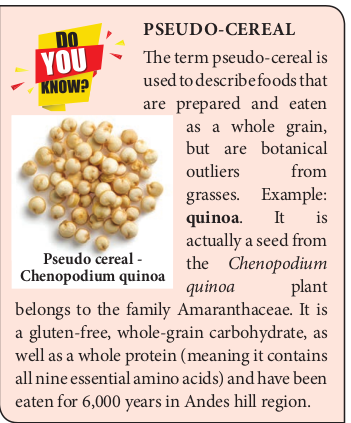 DO
YOU
KNOW?
PSEUDO-CEREAL
The term pseudo-cereal is
used to describe foods that
are prepared and eaten
as a whole grain,
but are botanical
outliers from
grasses. Example:
quinoa. It is
actually a seed from
the Chenopodium
quinoa plant
Pseudo cereal -
Chenopodium quinoa
belongs to the family Amaranthaceae. It is
a gluten-free, whole-grain carbohydrate, as
well as a whole protein (meaning it contains
all nine essential amino acids) and have been
eaten for 6,000 years in Andes hill region.